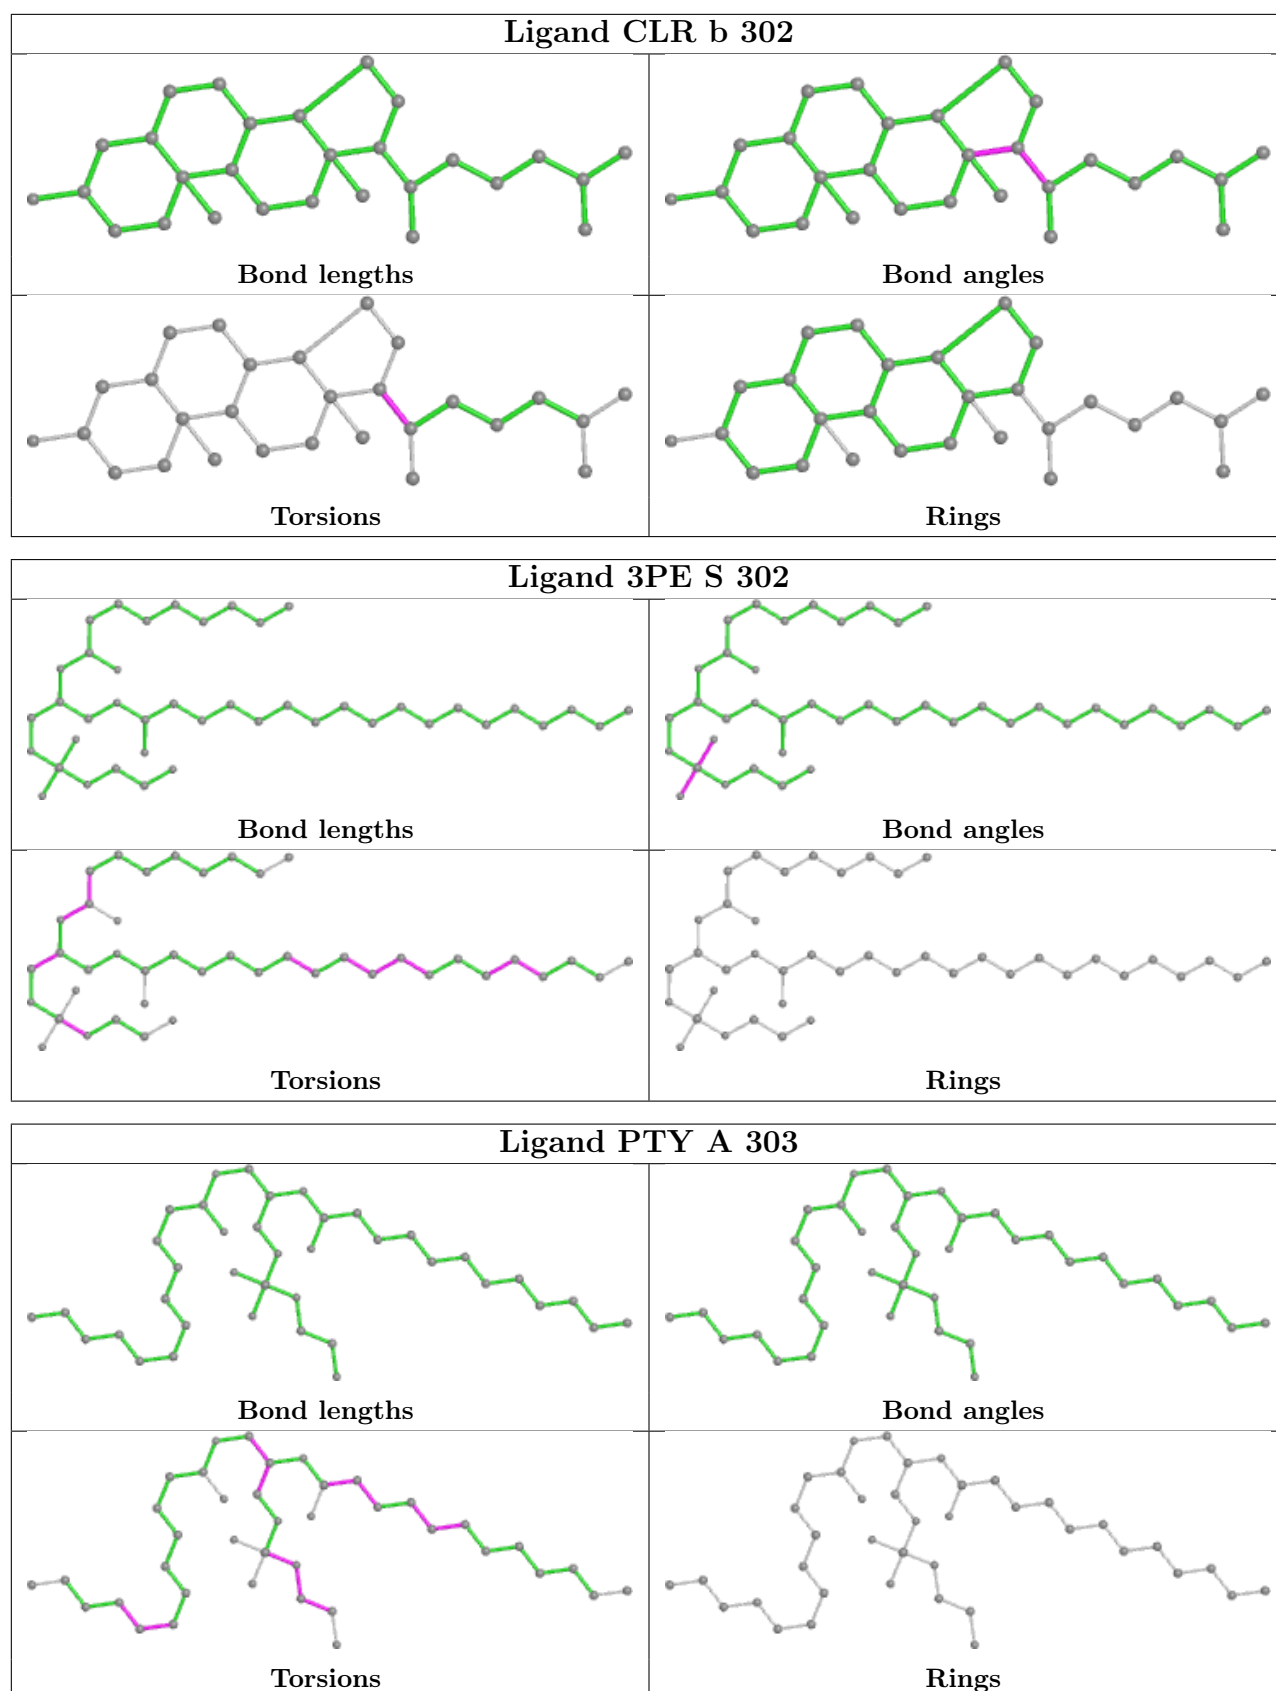 Ligand CLR b 302
Bond lengths
Bond angles
Torsions
Rings
Ligand 3PE S 302
Bond lengths
Bond angles
Torsions
Rings
Ligand PTY A 303
Bond lengths
Bond angles
Torsions
Rings